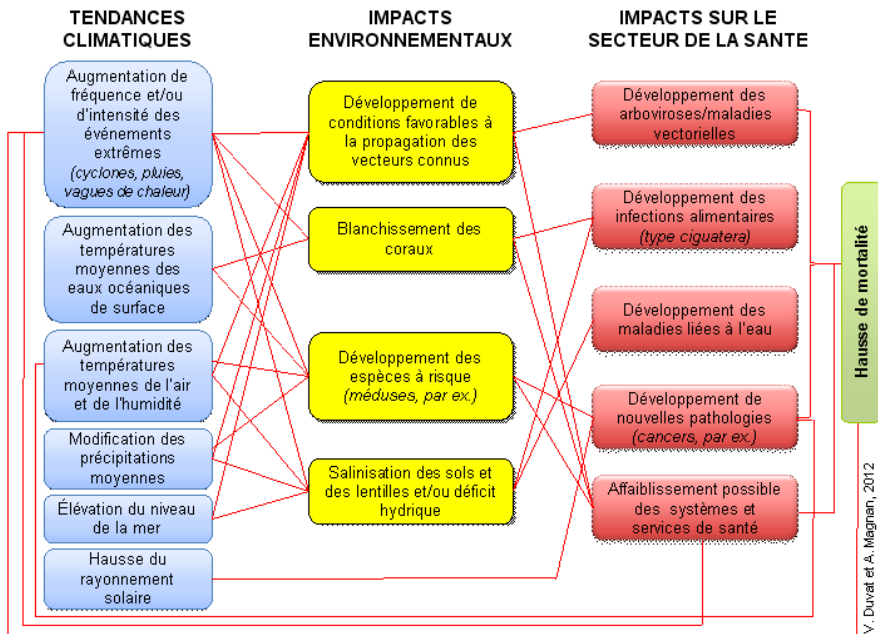 TENDANCES
CLIMATIQUES
Augmentation de
fréquence et/ou
d'intensité des
événements
extrêmes
(cyclones, pluies,
vagues de chaleur)
Augmentation des
températures
moyennes des
eaux océaniques
de surface
Augmentation des
températures
moyennes de l'air
et de l'humidité
Modification des
précipitations
moyennes
Élévation du niveau
de la mer
Hausse du
rayonnement
solaire
IMPACTS
ENVIRONNEMENTAUX
Développement de
conditions favorables à
la propagation des
vecteurs connus
Blanchissement des
coraux
Développement des
espèces à risque
(méduses, par ex.)
Salinisation des sols et
des lentilles et/ou déficit
hydrique
IMPACTS SUR LE
SECTEUR DE LA SANTE
Développement des
arboviroses/maladies
vectorielles
Développement des
infections alimentaires
(type ciguatera)
Développement des
maladies liées à l'eau
Développement de
nouvelles pathologies
(cancers, par ex.)
Affaiblissement possible
des systèmes et
services de santé
Hausse de mortalité
V. Duvat et A. Magnan, 2012